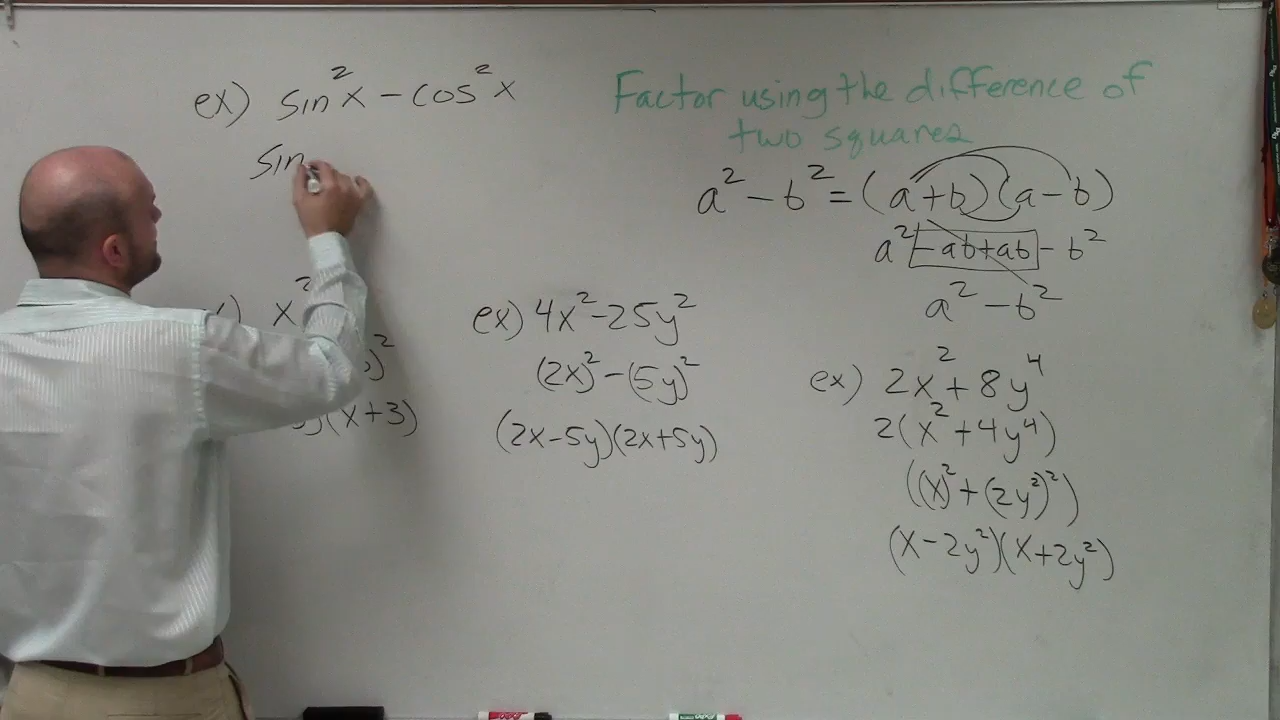 ex) sin²x - cos²x
sin
Factor using the difference of
two squares
a² - b² = (a+b)(a-b)
a² - ab+ab - b²
a² - b²
) x²
)²
)(x+3)
ex) 4x²-25y²
(2x)²-(5y)²
(2x-5y)(2x+5y)
ex) 2x²+8y⁴
2(x²+4y⁴)
((x)²+(2y²)²)
(x-2y²)(x+2y²)